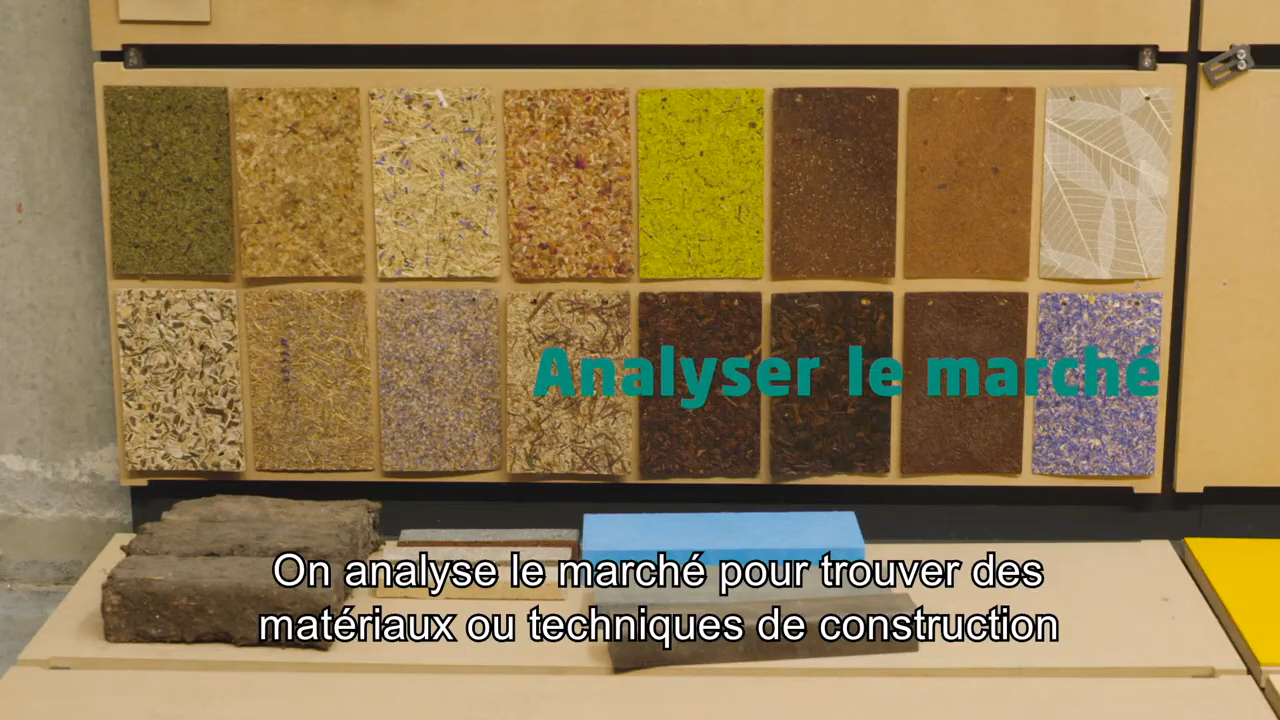 Analyser le marché
On analyse le marché pour trouver des
matériaux ou techniques de construction